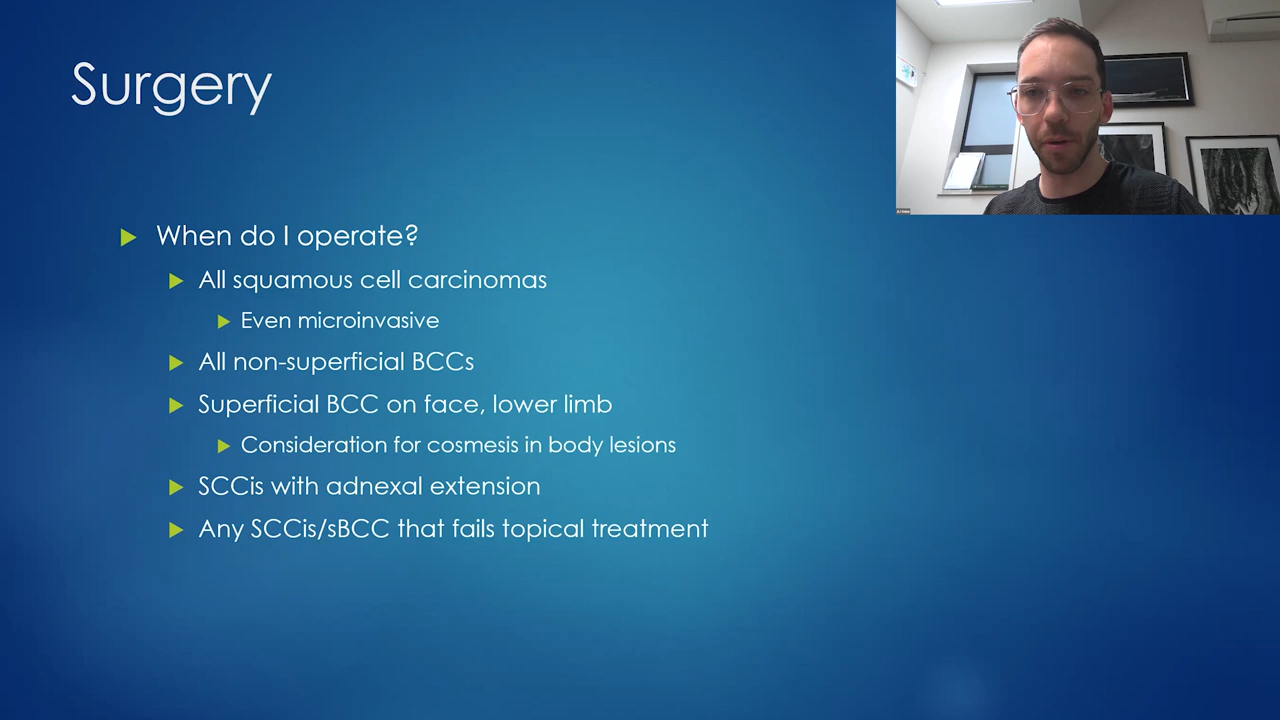 Surgery
When do I operate?
All squamous cell carcinomas
Even microinvasive
All non-superficial BCCs
Superficial BCC on face, lower limb
Consideration for cosmesis in body lesions
SCCis with adnexal extension
Any SCCis/sBCC that fails topical treatment